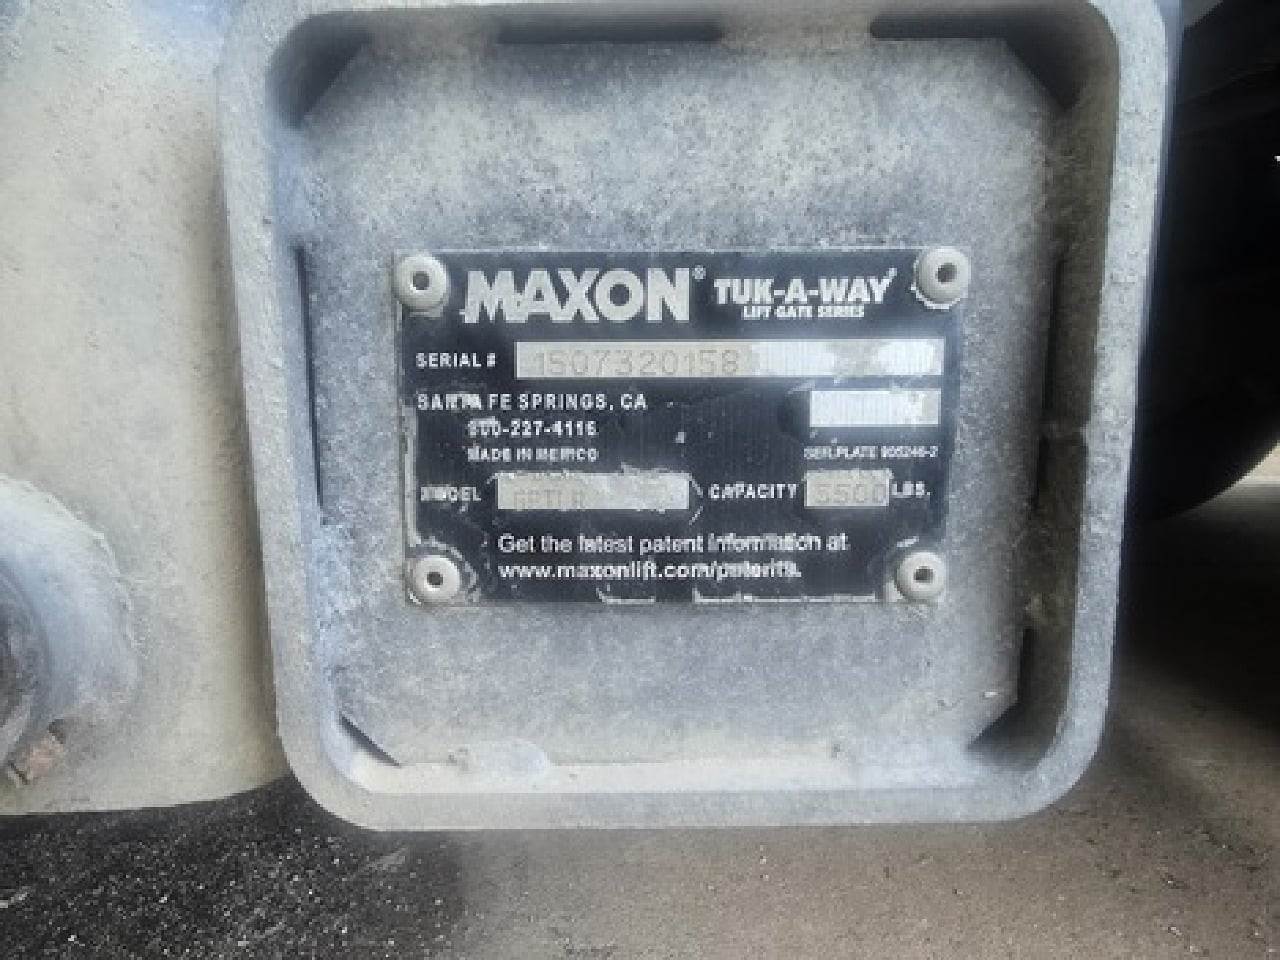 MAXON® TUK-A-WAY®
LIFT GATE SERIES
SERIAL # 1507320158
SANTA FE SPRINGS, CA
800-227-4116
MADE IN MEXICO
SER.PLATE 905246-2
MODEL CAPACITY LBS.
Get the latest patent information at
www.maxonlift.com/patents.